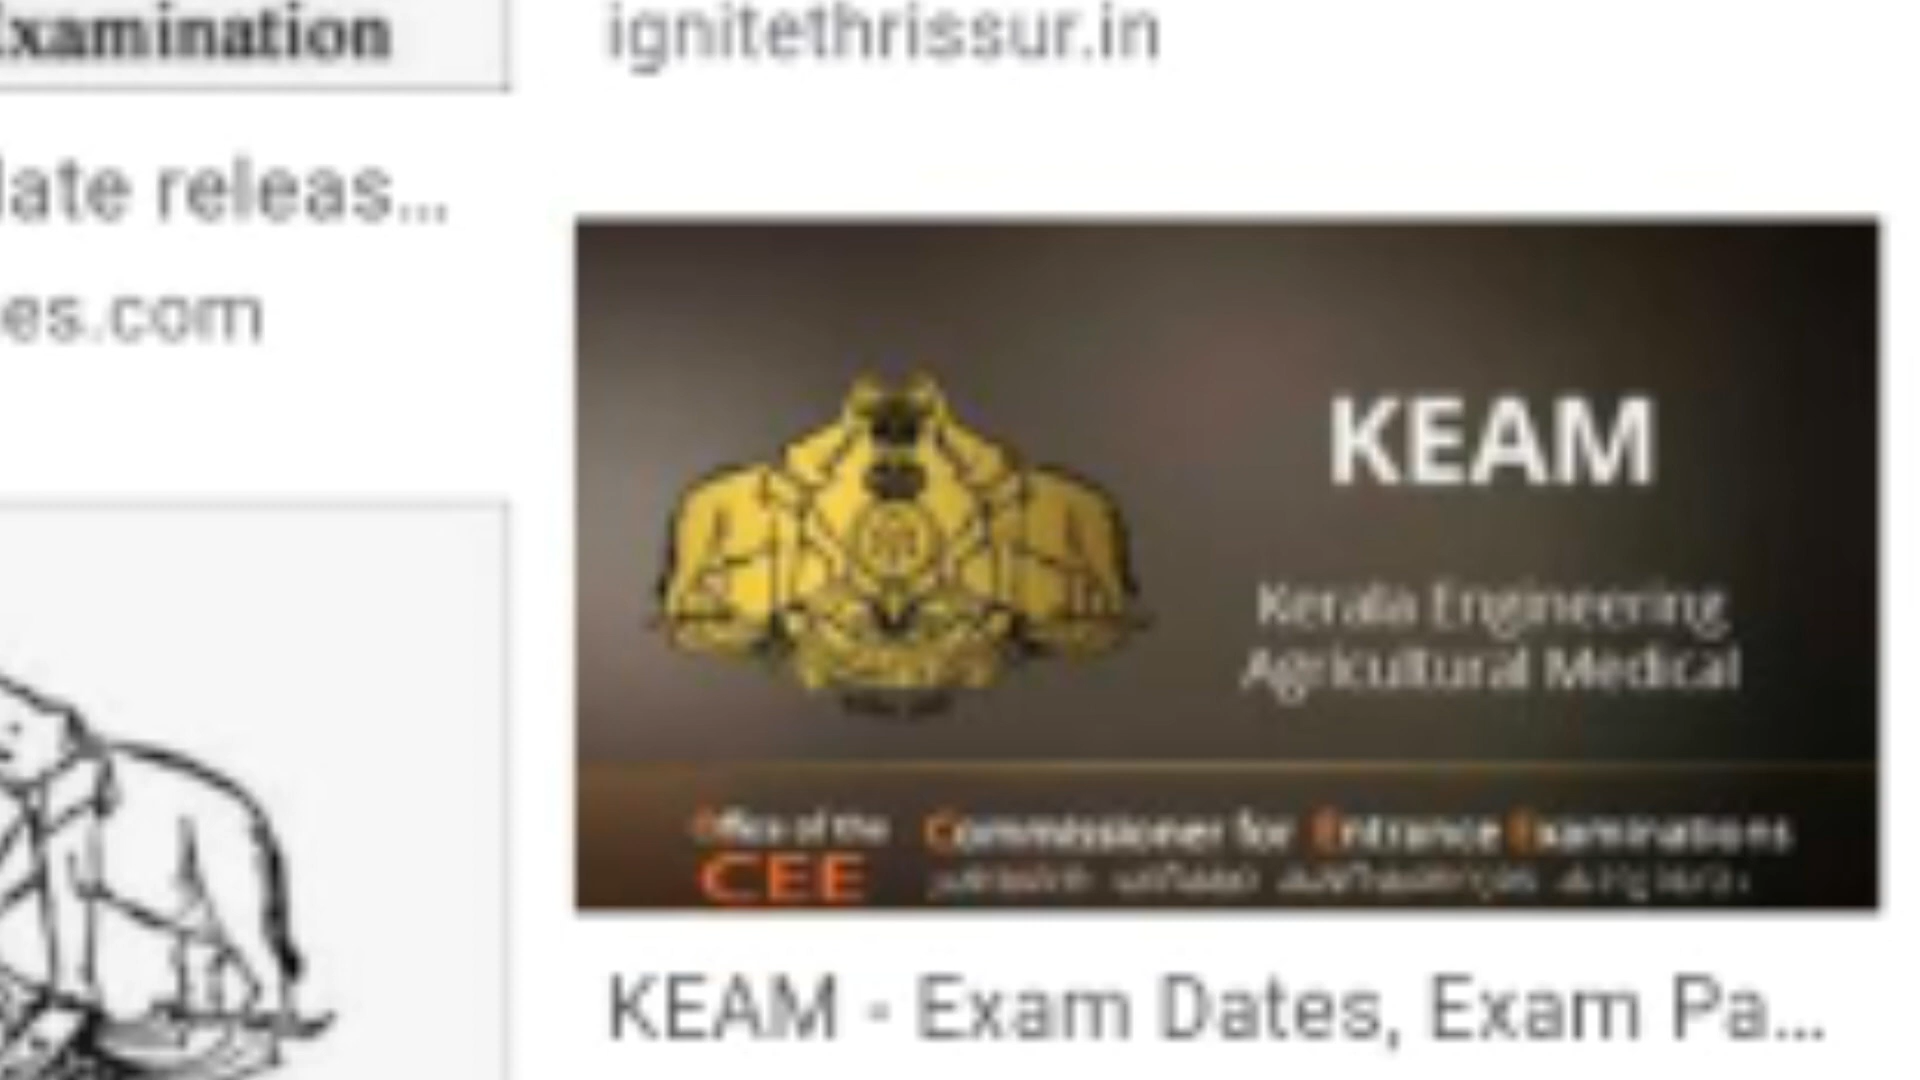 Examination
late releas...
es.com
ignitethrissur.in
KEAM
Kerala Engineering
Agricultural Medical
Office of the
CEE
Commissioner for Entrance Examinations
KEAM - Exam Dates, Exam Pa...